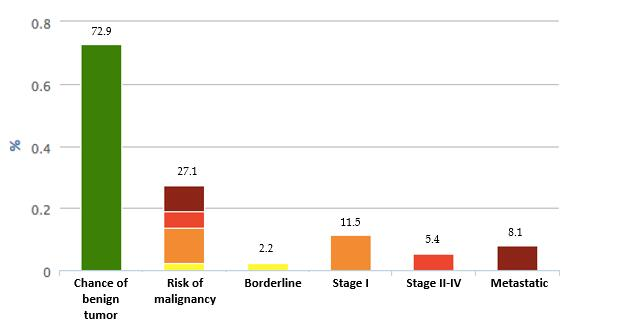 0.8
72.9
0.6
%
0.4
27.1
0.2
11.5
8.1
5.4
2.2
0
Chance of
benign
tumor
Risk of
malignancy
Borderline
Stage I
Stage II-IV
Metastatic